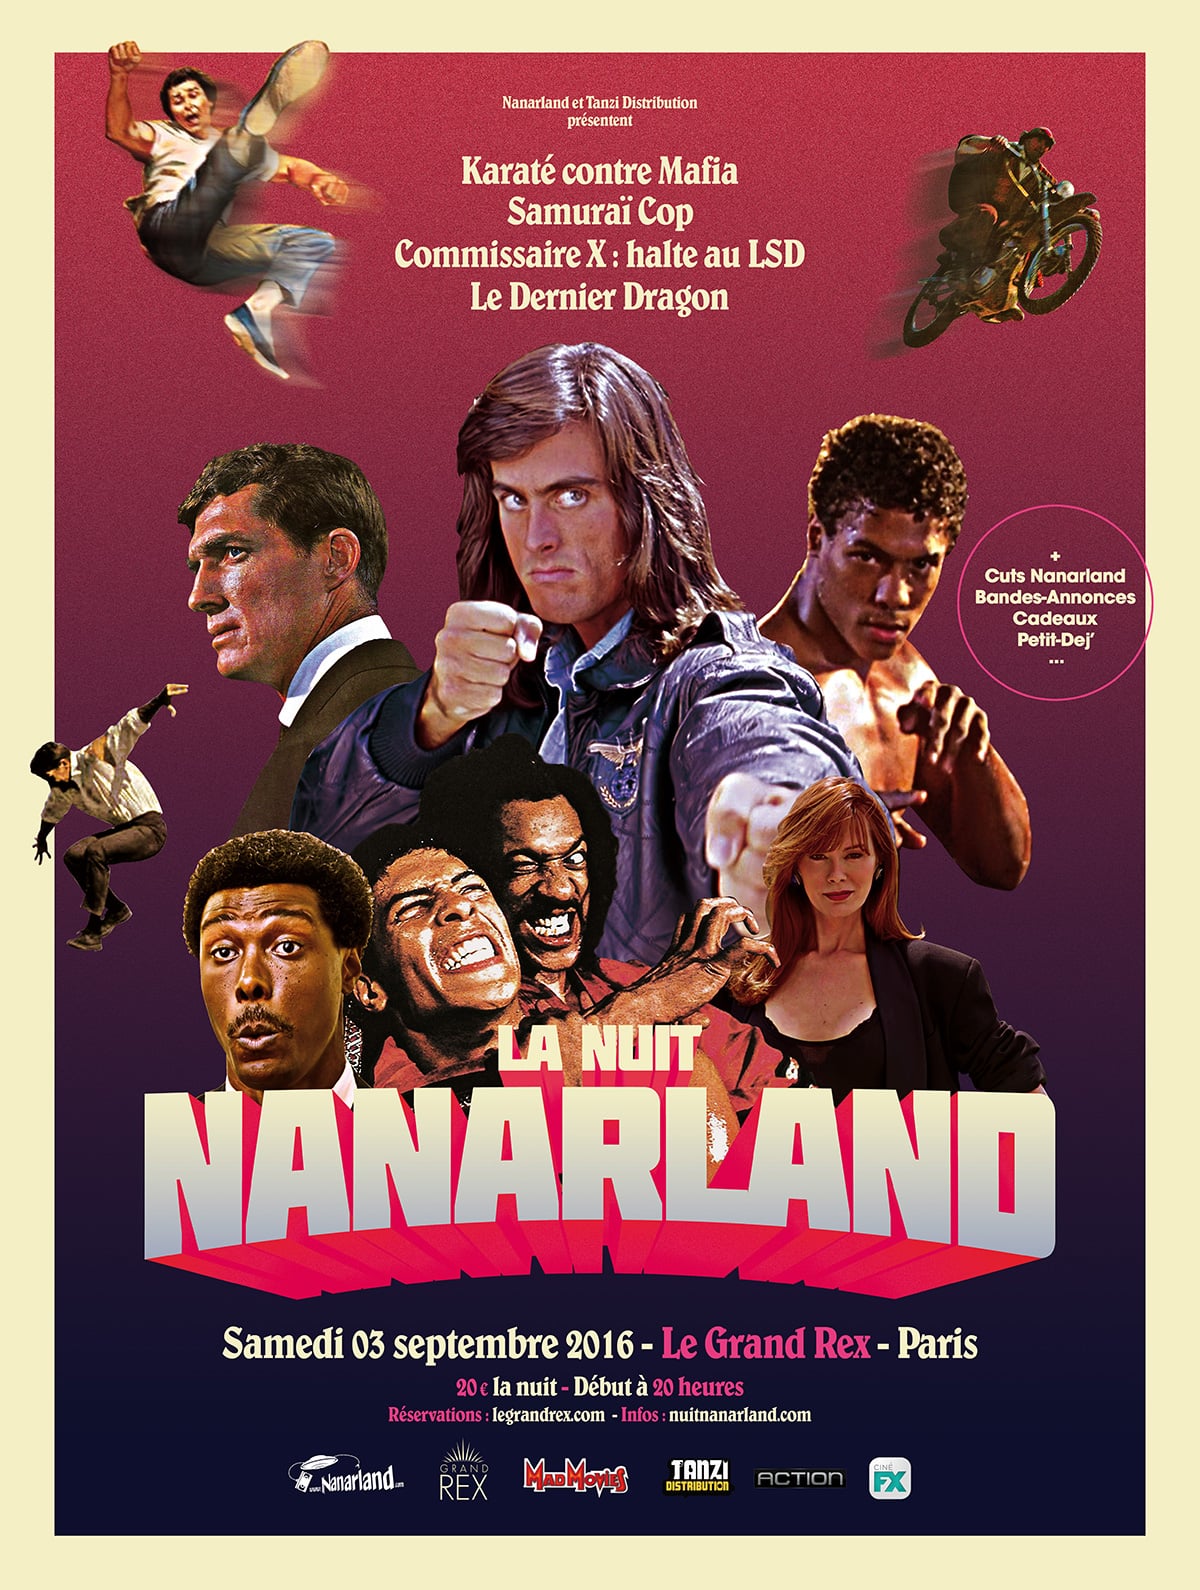 Nanarland et Tanzi Distribution
présentent
Karaté contre Mafia
Samuraï Cop
Commissaire X : halte au LSD
Le Dernier Dragon
+
Cuts Nanarland
Bandes-Annonces
Cadeaux
Petit-Dej’
...
LA NUIT
NANARLAND
Samedi 03 septembre 2016 - Le Grand Rex - Paris
20 € la nuit - Début à 20 heures
Réservations : legrandrex.com - Infos : nuitnanarland.com
www.Nanarland.com
GRAND
REX
MAD MOVIES
TANZI
DISTRIBUTION
ACTION
CINÉ
FX